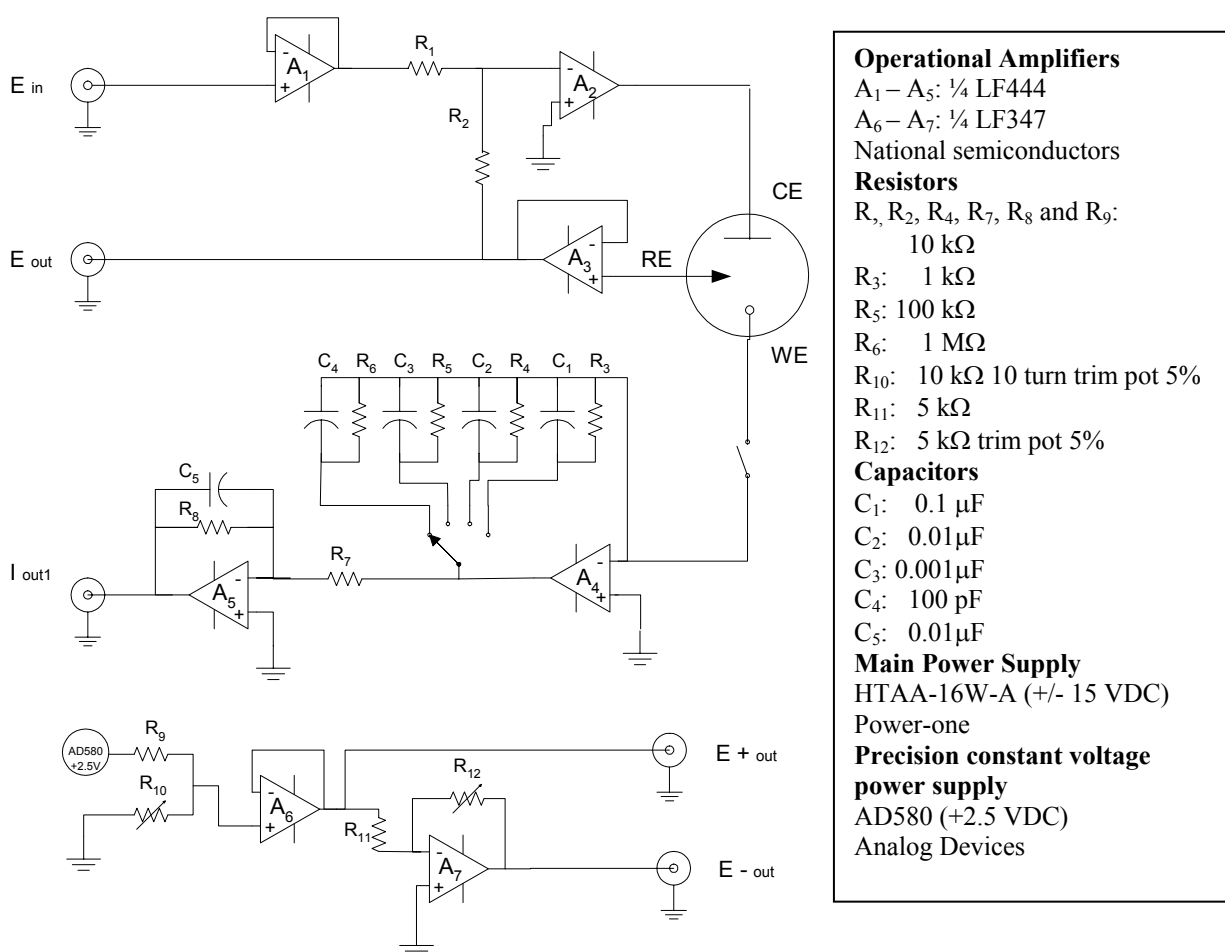 E in
A1
- +
R1
R2
A2
- +
CE
E out
A3
- +
RE
WE
C4 R6 C3 R5 C2 R4 C1 R3
C5
R8
R7
A4
- +
A5
- +
I out1
AD580
+2.5V
R9
R10
A6
- +
R11
R12
A7
- +
E + out
E - out
Operational Amplifiers
A1 – A5: ¼ LF444
A6 – A7: ¼ LF347
National semiconductors
Resistors
R,, R2, R4, R7, R8 and R9:
10 kΩ
R3: 1 kΩ
R5: 100 kΩ
R6: 1 MΩ
R10: 10 kΩ 10 turn trim pot 5%
R11: 5 kΩ
R12: 5 kΩ trim pot 5%
Capacitors
C1: 0.1 μF
C2: 0.01μF
C3: 0.001μF
C4: 100 pF
C5: 0.01μF
Main Power Supply
HTAA-16W-A (+/- 15 VDC)
Power-one
Precision constant voltage
power supply
AD580 (+2.5 VDC)
Analog Devices